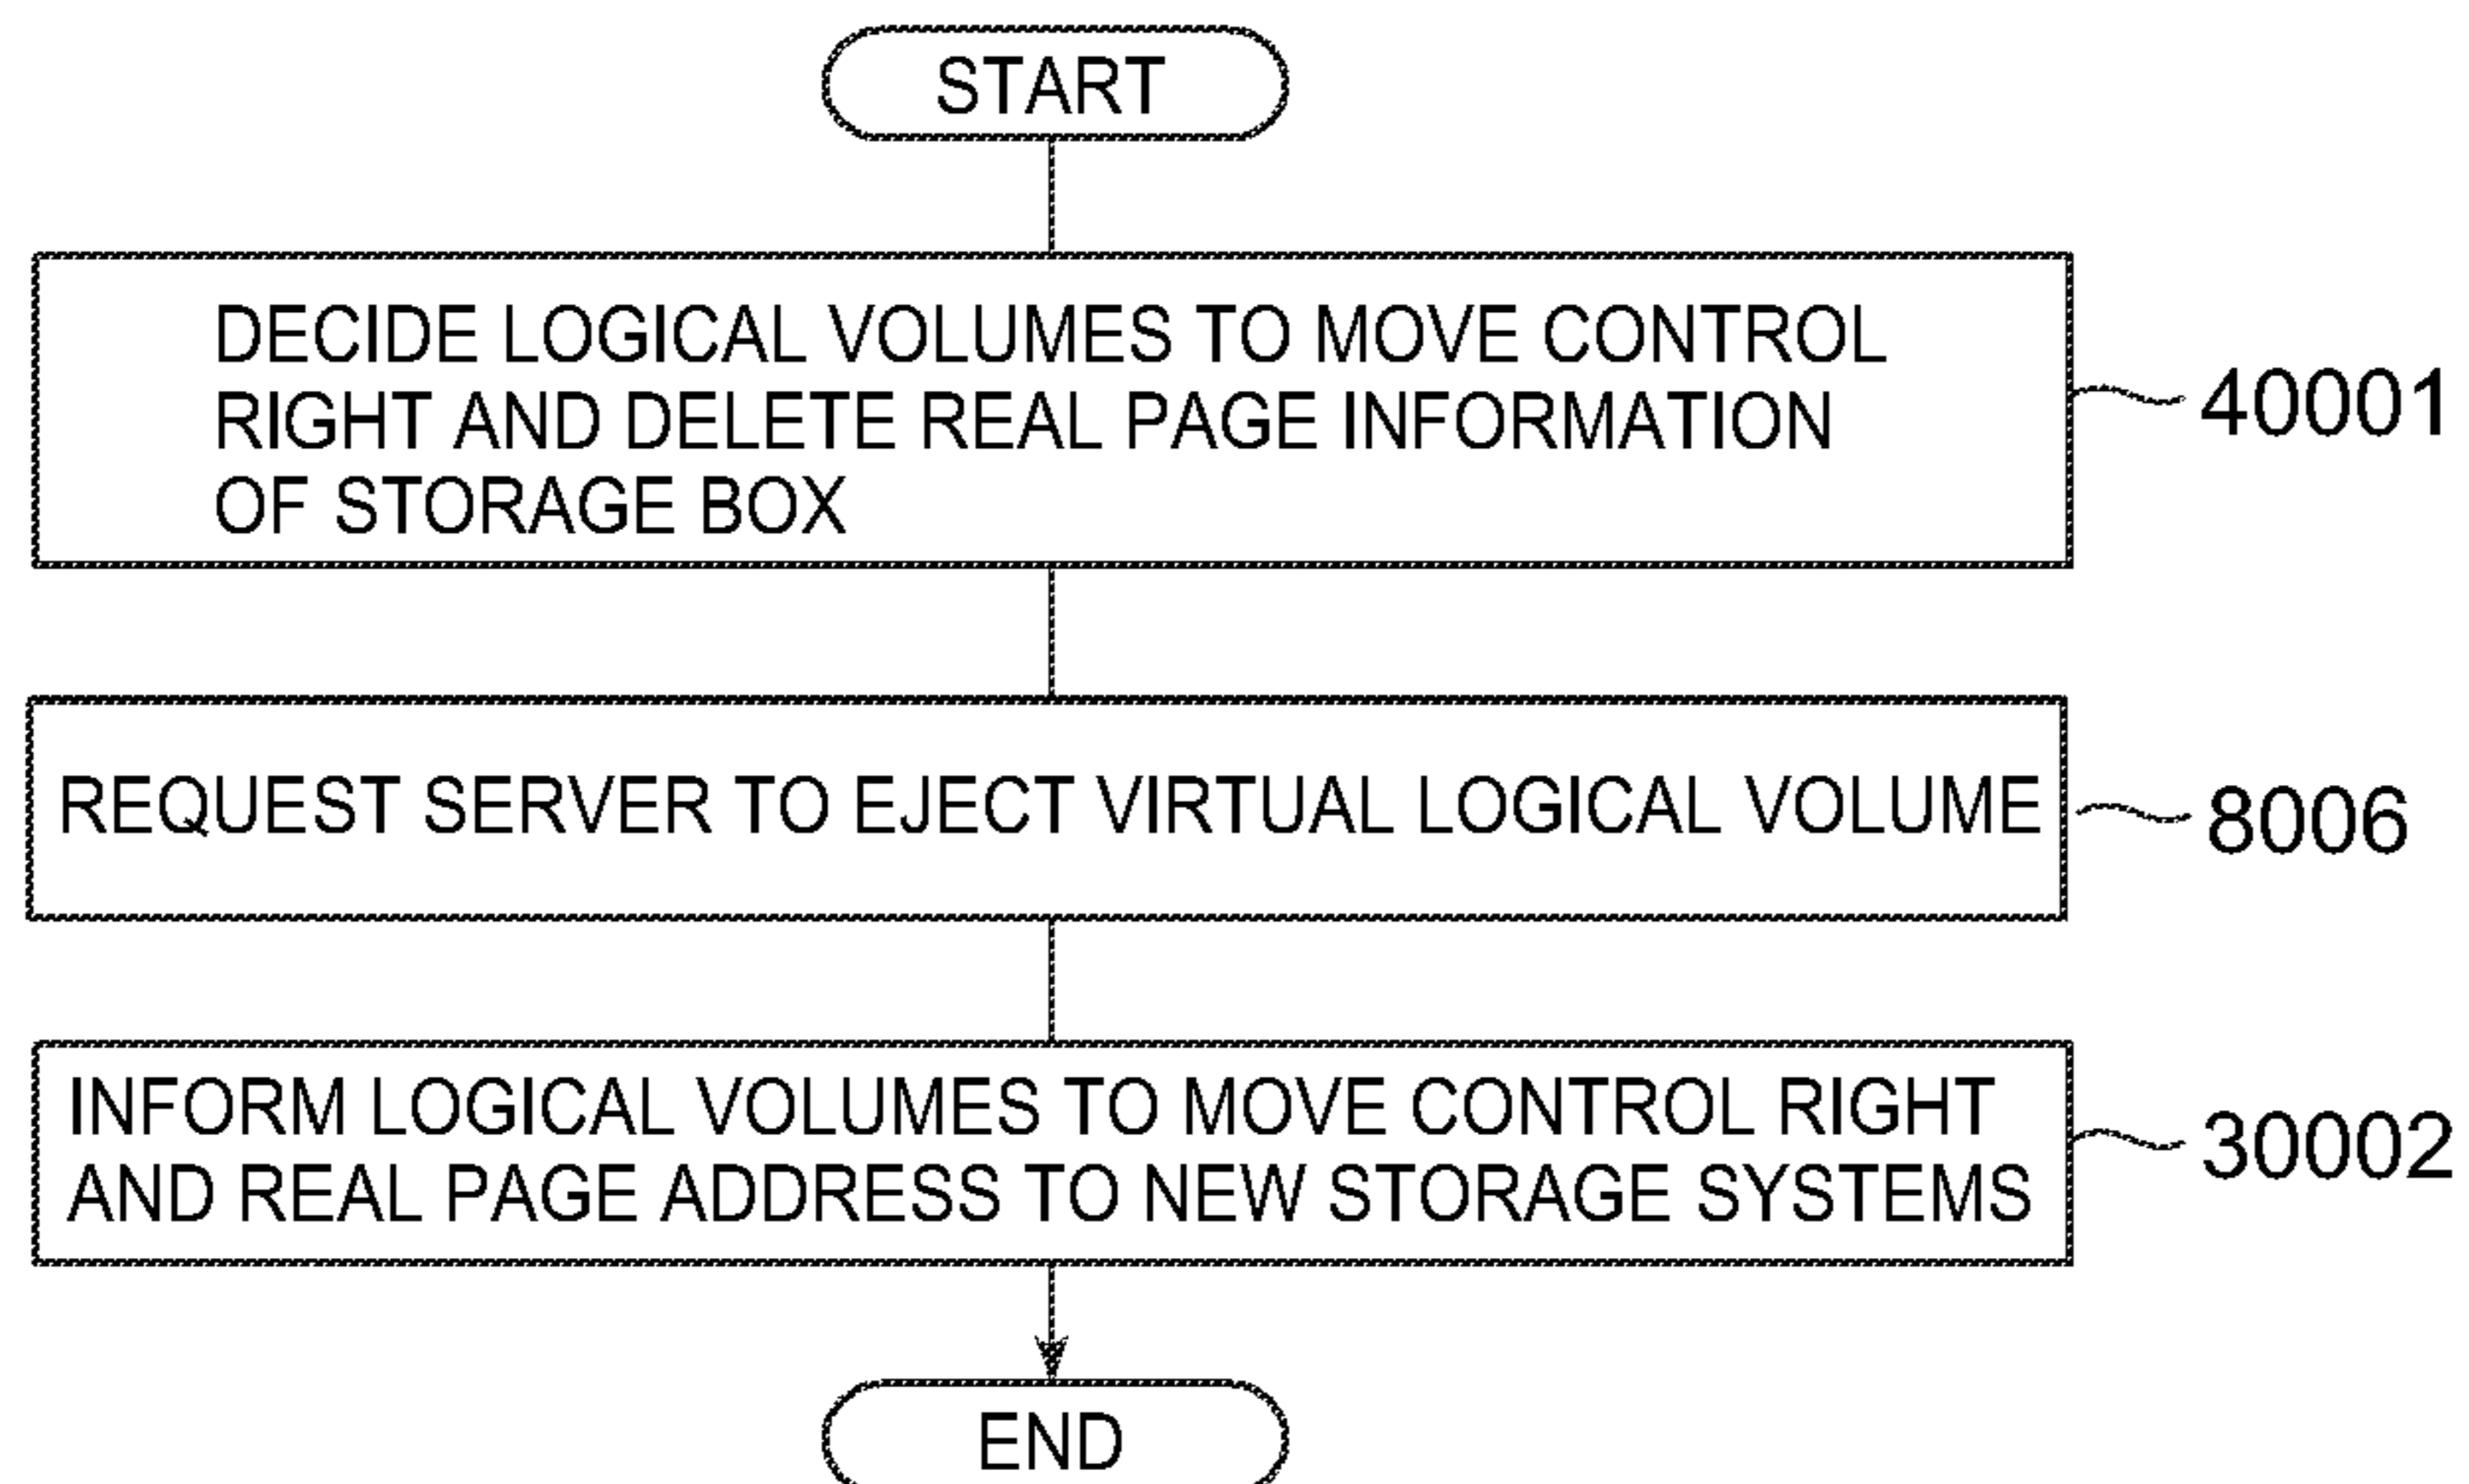 START
DECIDE LOGICAL VOLUMES TO MOVE CONTROL
RIGHT AND DELETE REAL PAGE INFORMATION
OF STORAGE BOX
40001
REQUEST SERVER TO EJECT VIRTUAL LOGICAL VOLUME
8006
INFORM LOGICAL VOLUMES TO MOVE CONTROL RIGHT
AND REAL PAGE ADDRESS TO NEW STORAGE SYSTEMS
30002
END